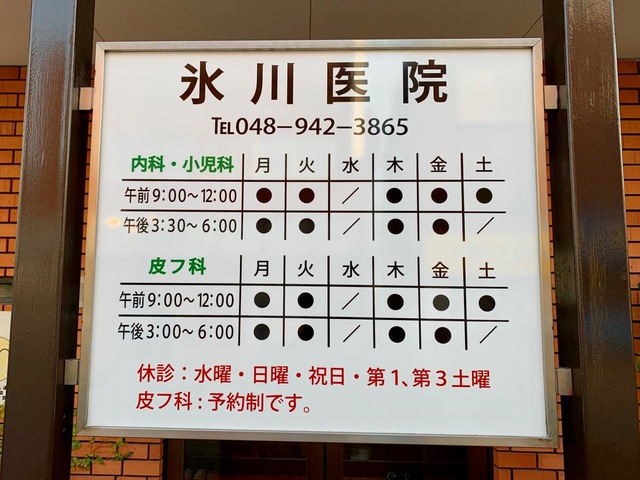 氷川医院
TEL048-942-3865
内科・小児科 月 火 水 木 金 土
午前9:00〜12:00 ● ● ／ ● ● ●
午後3:30〜6:00 ● ● ／ ● ● ／
皮フ科 月 火 水 木 金 土
午前9:00〜12:00 ● ● ／ ● ● ●
午後3:00〜6:00 ● ● ／ ● ● ／
休診：水曜・日曜・祝日・第1、第3土曜
皮フ科：予約制です。